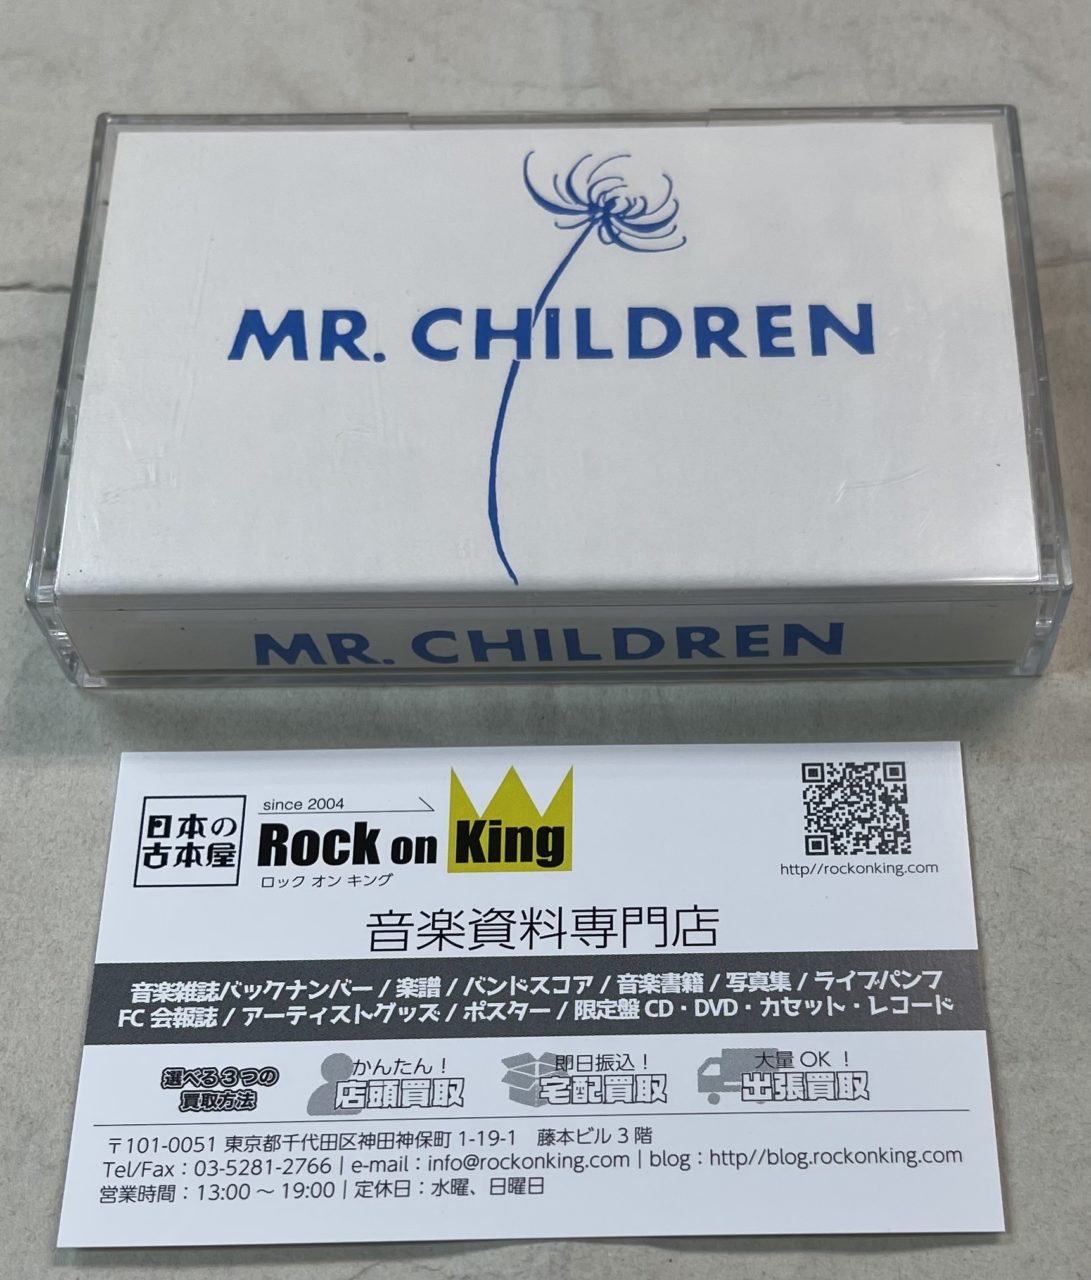 MR. CHILDREN
MR. CHILDREN
日本の
古本屋
since 2004
Rock on King
ロック オン キング
http//rockonking.com
音楽資料専門店
音楽雑誌バックナンバー / 楽譜 / バンドスコア / 音楽書籍 / 写真集 / ライブパンフ
FC 会報誌 / アーティストグッズ / ポスター / 限定盤 CD・DVD・カセット・レコード
選べる3つの
買取方法
かんたん！
店頭買取
即日振込！
宅配買取
大量 OK ！
出張買取
〒101-0051 東京都千代田区神田神保町 1-19-1 藤本ビル 3 階
Tel/Fax：03-5281-2766｜e-mail：info@rockonking.com｜blog：http//blog.rockonking.com
営業時間：13:00 ～ 19:00｜定休日：水曜、日曜日